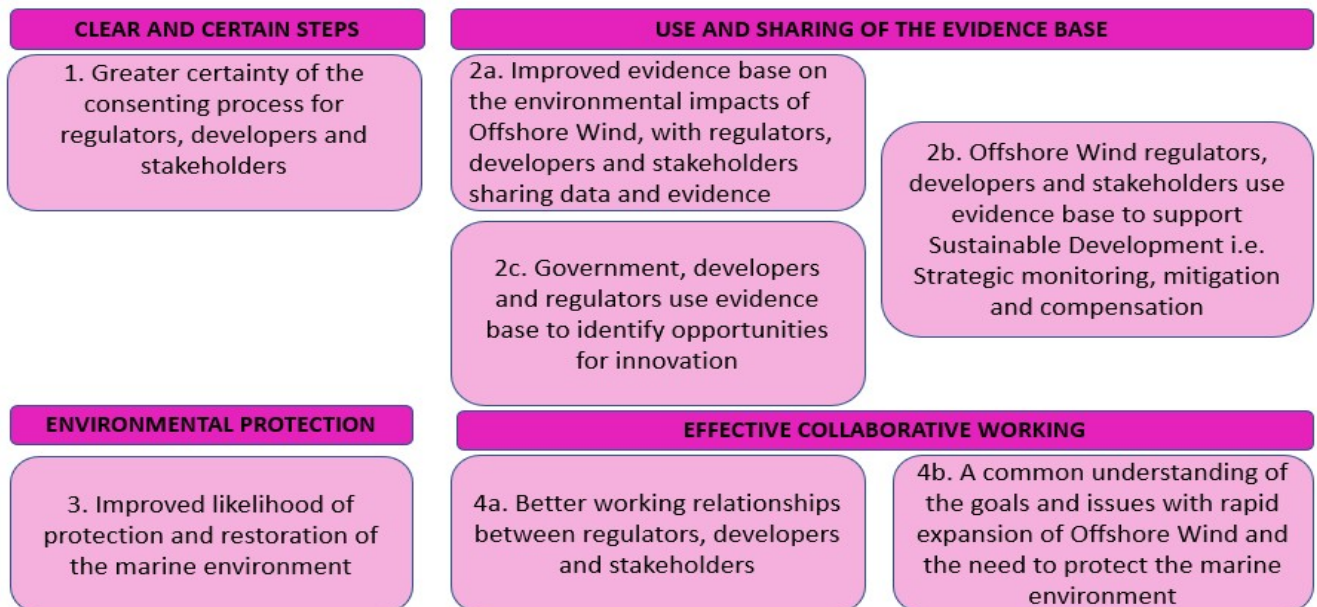 CLEAR AND CERTAIN STEPS
1. Greater certainty of the
consenting process for
regulators, developers and
stakeholders
USE AND SHARING OF THE EVIDENCE BASE
2a. Improved evidence base on
the environmental impacts of
Offshore Wind, with regulators,
developers and stakeholders
sharing data and evidence
2b. Offshore Wind regulators,
developers and stakeholders use
evidence base to support
Sustainable Development i.e.
Strategic monitoring, mitigation
and compensation
2c. Government, developers
and regulators use evidence
base to identify opportunities
for innovation
ENVIRONMENTAL PROTECTION
3. Improved likelihood of
protection and restoration of
the marine environment
EFFECTIVE COLLABORATIVE WORKING
4a. Better working relationships
between regulators, developers
and stakeholders
4b. A common understanding of
the goals and issues with rapid
expansion of Offshore Wind and
the need to protect the marine
environment